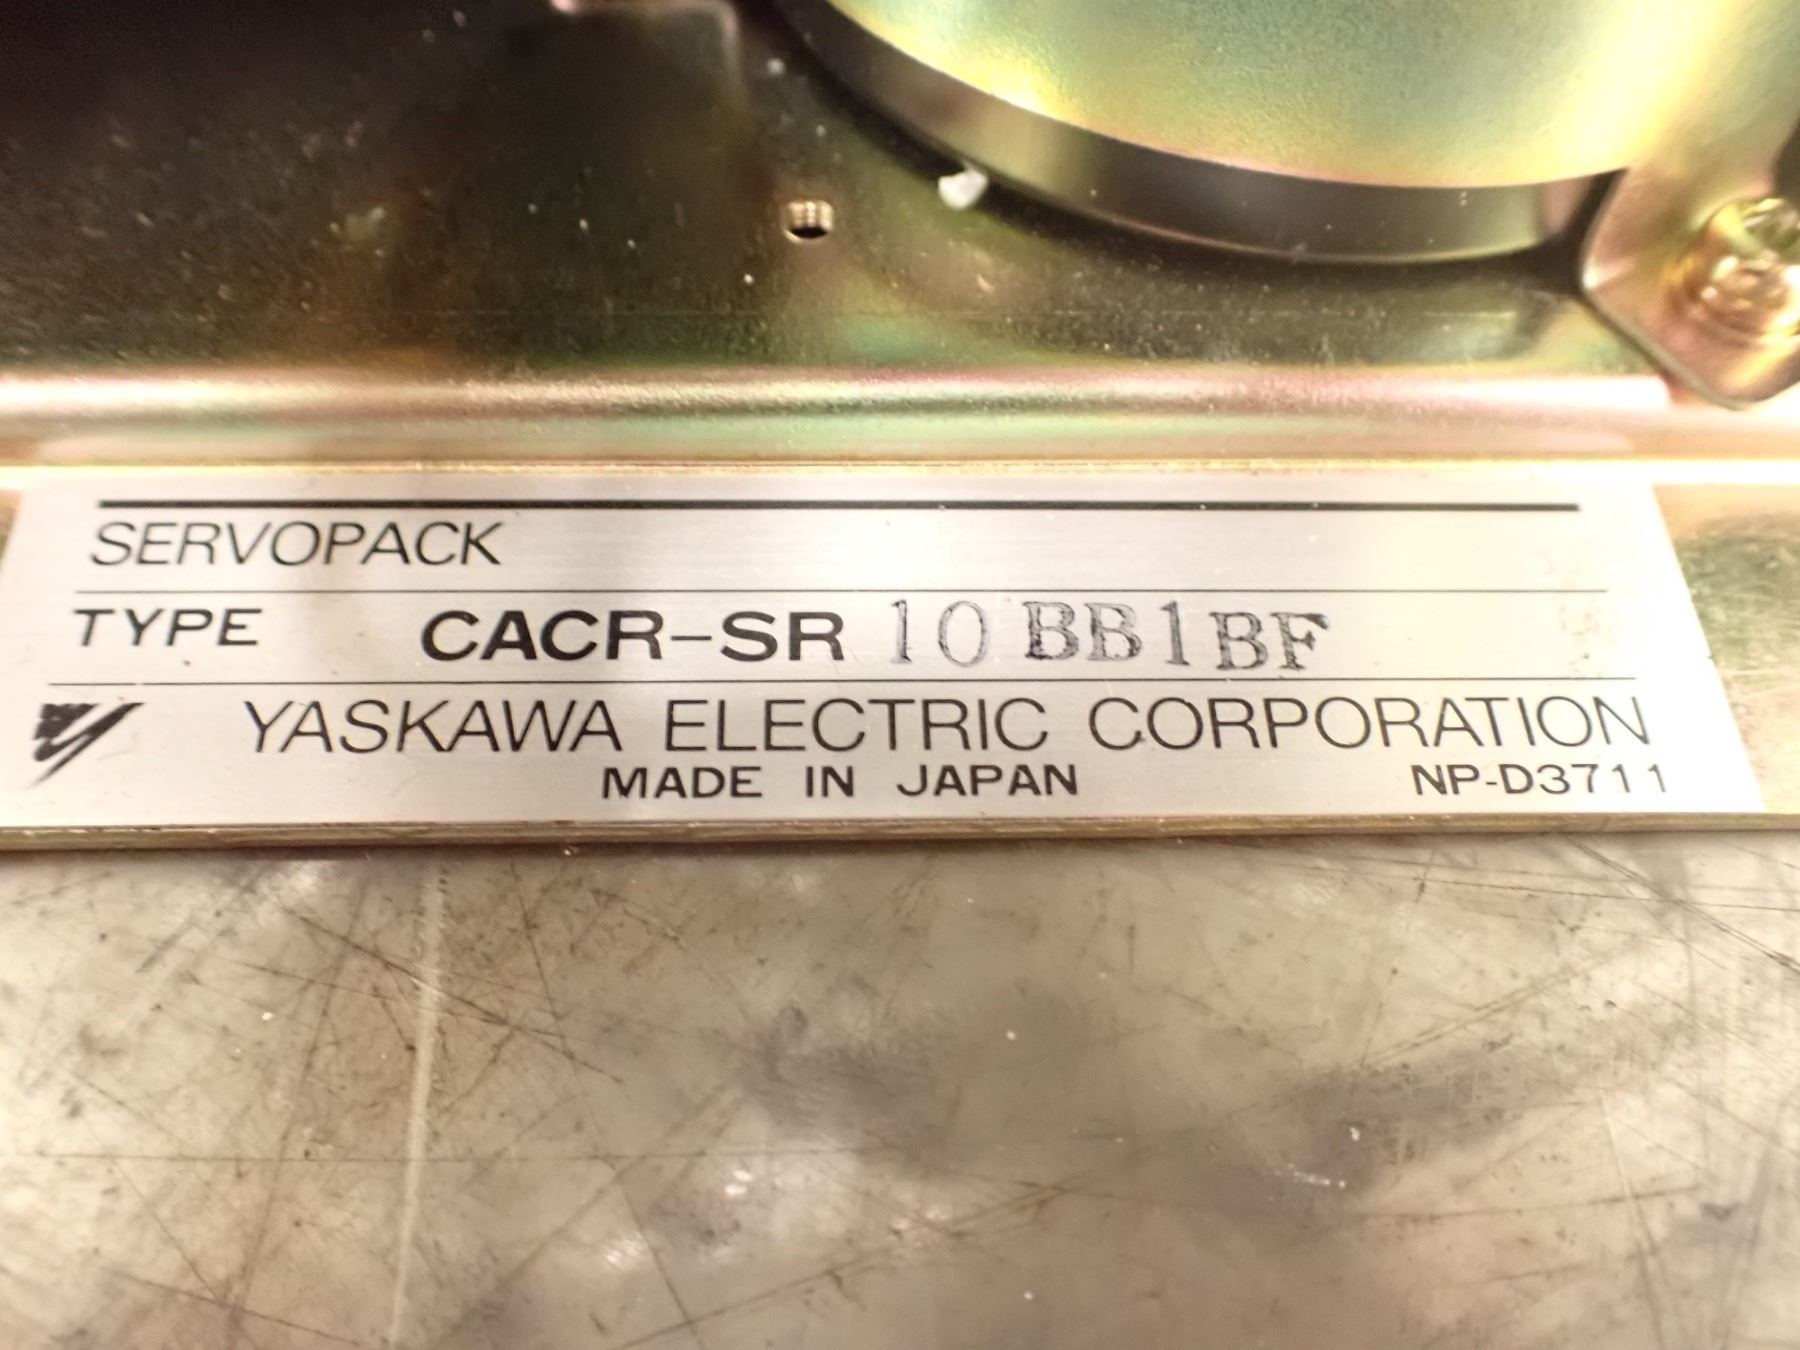 SERVOPACK
TYPE CACR-SR 10 BB1BF
YASKAWA ELECTRIC CORPORATION
MADE IN JAPAN NP-D3711